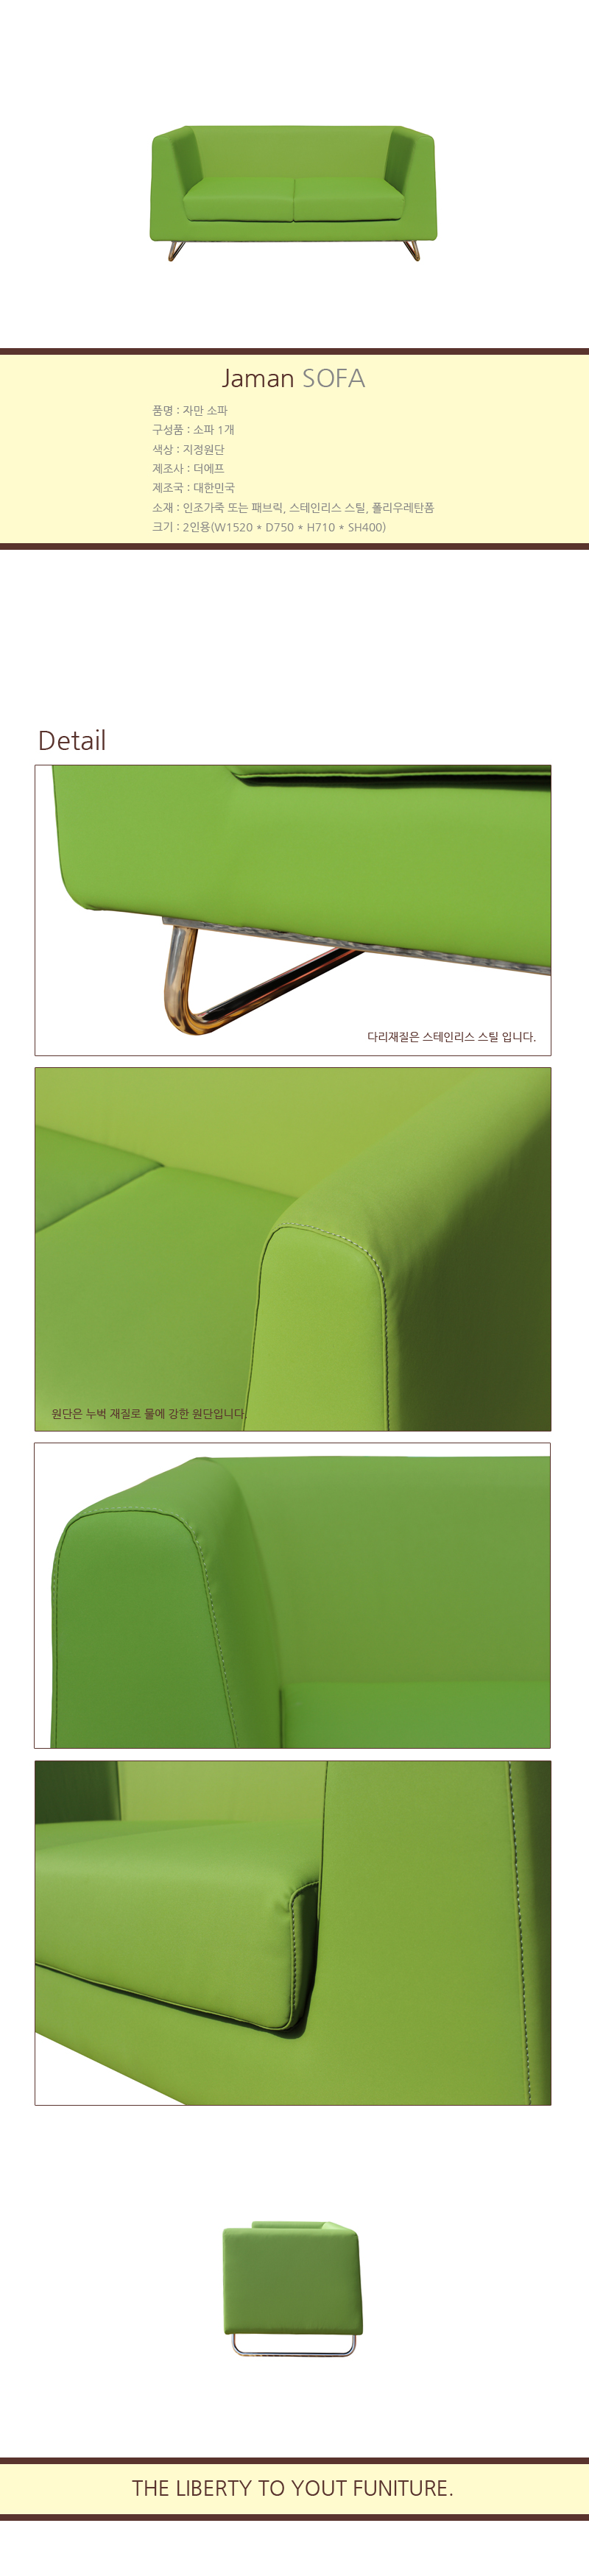 Jaman SOFA
품명 : 자만 소파
구성품 : 소파 1개
색상 : 지정원단
제조사 : 더에프
제조국 : 대한민국
소재 : 인조가죽 또는 패브릭, 스테인리스 스틸, 폴리우레탄폼
크기 : 2인용(W1520 * D750 * H710 * SH400)
Detail
다리재질은 스테인리스 스틸 입니다.
원단은 누벅 재질로 물에 강한 원단입니다.
THE LIBERTY TO YOUT FUNITURE.